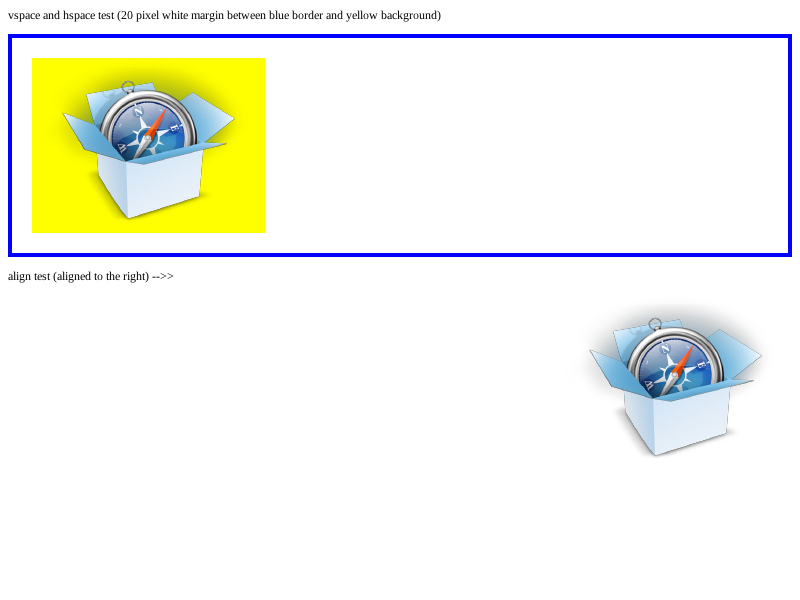 vspace and hspace test (20 pixel white margin between blue border and yellow background)
N
E
W
align test (aligned to the right) -->>
N
E
W